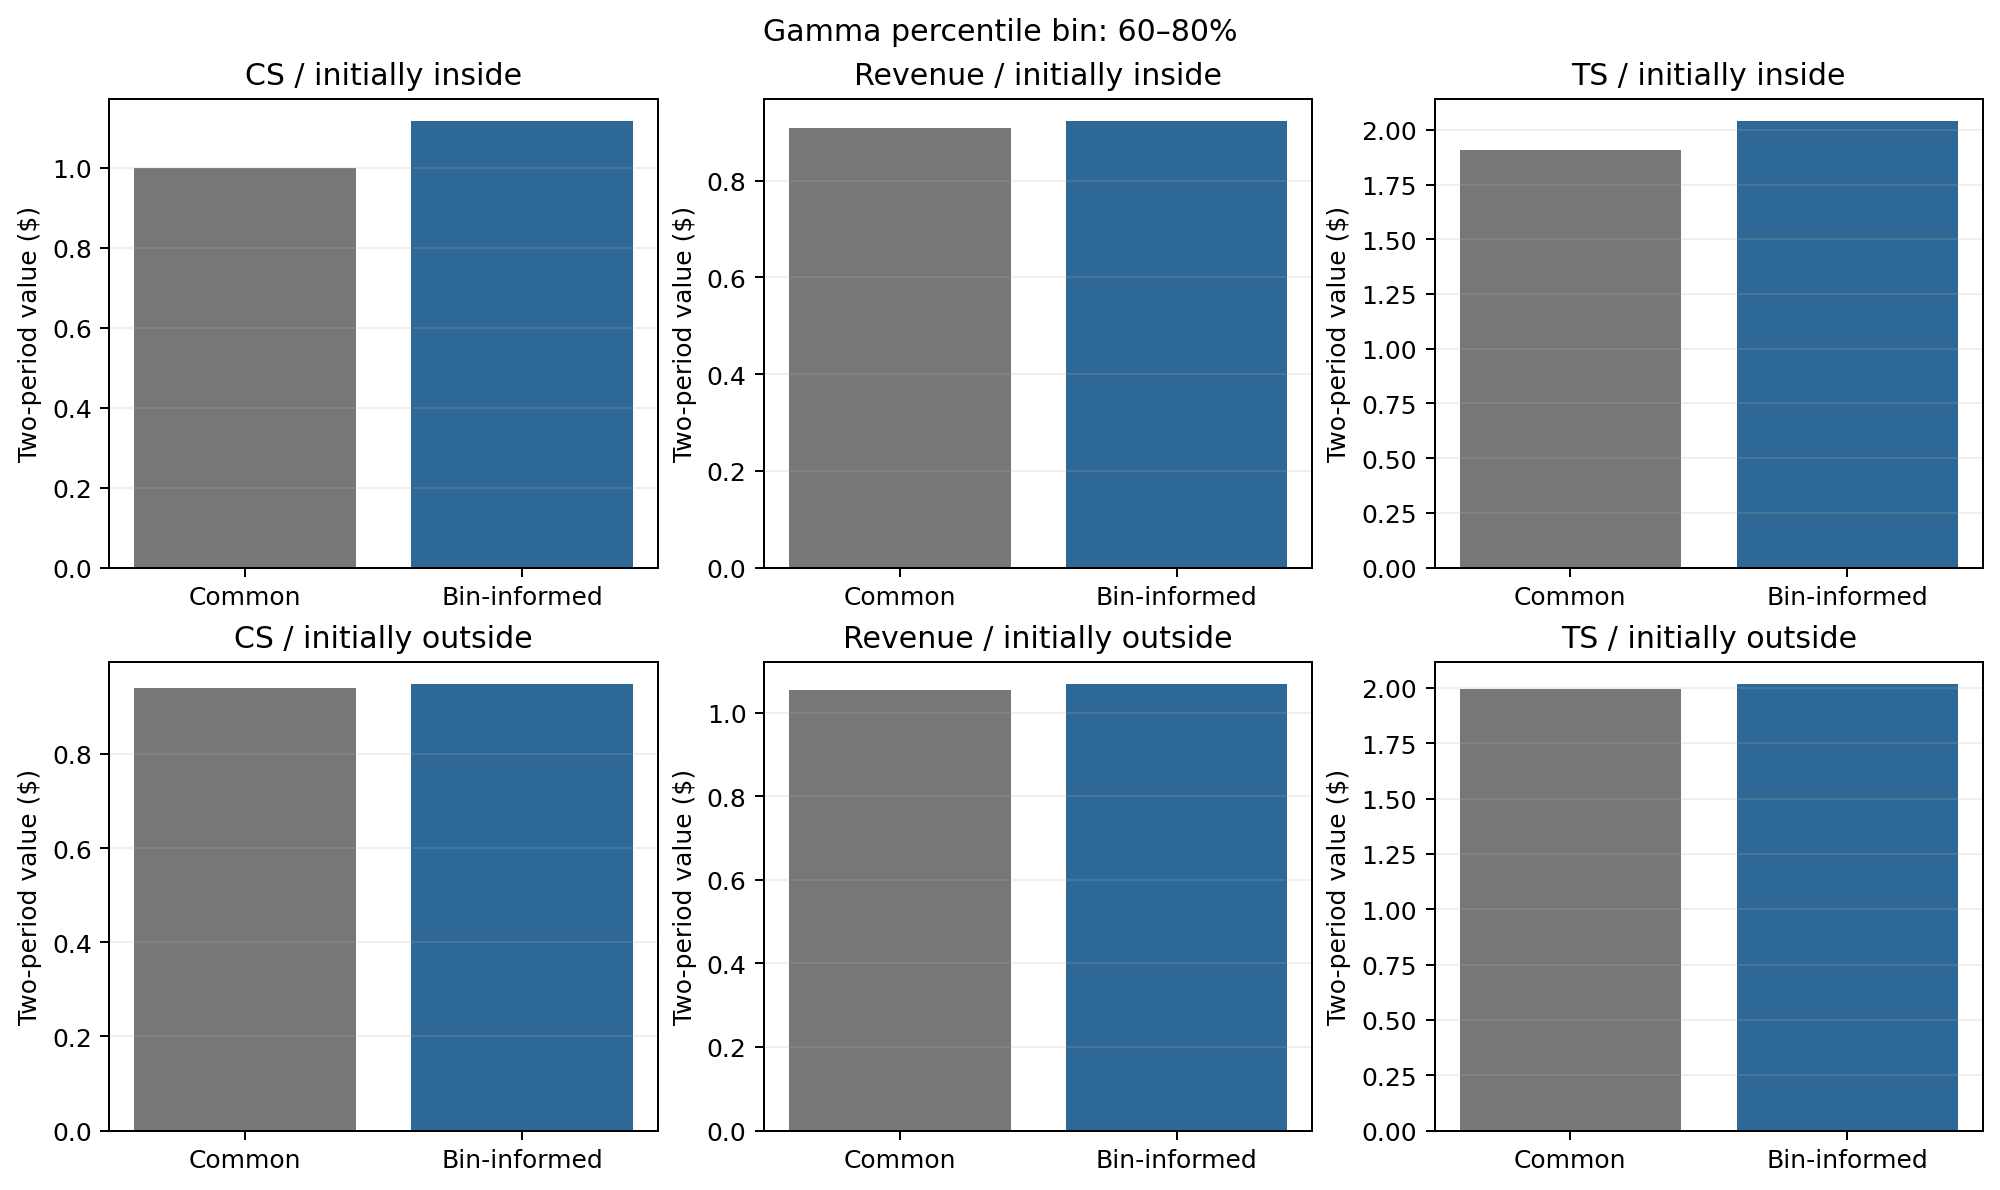 Gamma percentile bin: 60–80%
CS / initially inside
Two-period value ($)
1.0
0.8
0.6
0.4
0.2
0.0
Common
Bin-informed
Revenue / initially inside
Two-period value ($)
0.8
0.6
0.4
0.2
0.0
Common
Bin-informed
TS / initially inside
Two-period value ($)
2.00
1.75
1.50
1.25
1.00
0.75
0.50
0.25
0.00
Common
Bin-informed
CS / initially outside
Two-period value ($)
0.8
0.6
0.4
0.2
0.0
Common
Bin-informed
Revenue / initially outside
Two-period value ($)
1.0
0.8
0.6
0.4
0.2
0.0
Common
Bin-informed
TS / initially outside
Two-period value ($)
2.00
1.75
1.50
1.25
1.00
0.75
0.50
0.25
0.00
Common
Bin-informed